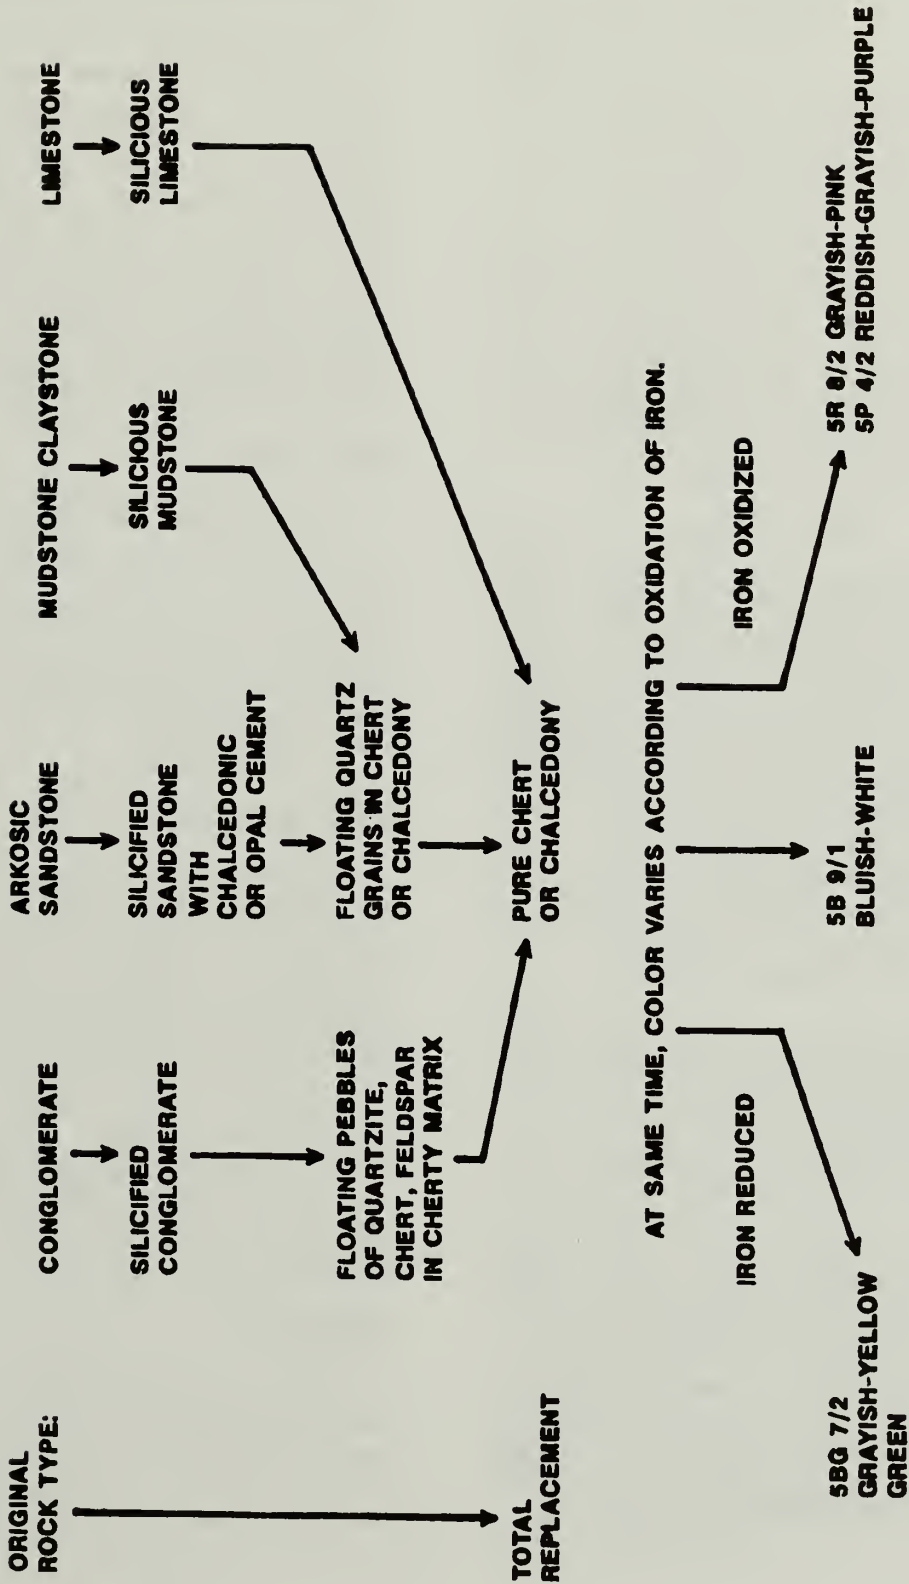 ORIGINAL
ROCK TYPE:
CONGLOMERATE
ARKOSIC
SANDSTONE
MUDSTONE CLAYSTONE
LIMESTONE
SILICIFIED
CONGLOMERATE
SILICIFIED
SANDSTONE
WITH
CHALCEDONIC
OR OPAL CEMENT
SILICIOUS
MUDSTONE
SILICIOUS
LIMESTONE
FLOATING PEBBLES
OF QUARTZITE,
CHERT, FELDSPAR
IN CHERTY MATRIX
FLOATING QUARTZ
GRAINS IN CHERT
OR CHALCEDONY
TOTAL
REPLACEMENT
PURE CHERT
OR CHALCEDONY
AT SAME TIME, COLOR VARIES ACCORDING TO OXIDATION OF IRON.
IRON REDUCED
IRON OXIDIZED
5BG 7/2
GRAYISH-YELLOW
GREEN
5B 9/1
BLUISH-WHITE
5R 8/2 GRAYISH-PINK
5P 4/2 REDDISH-GRAYISH-PURPLE